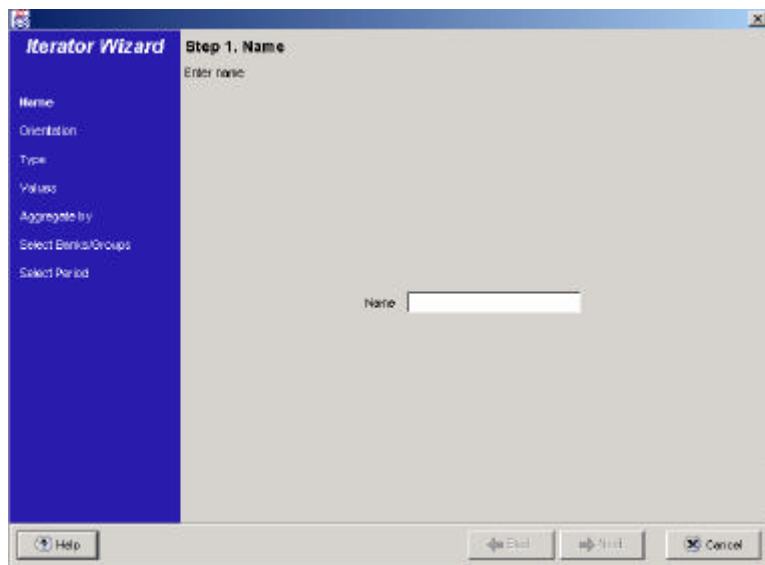 Iterator Wizard
Step 1. Name
Enter name
Name
Orientation
Type
Values
Aggregate by
Select Banks/Groups
Select Period
Name
Help
Next
Cancel